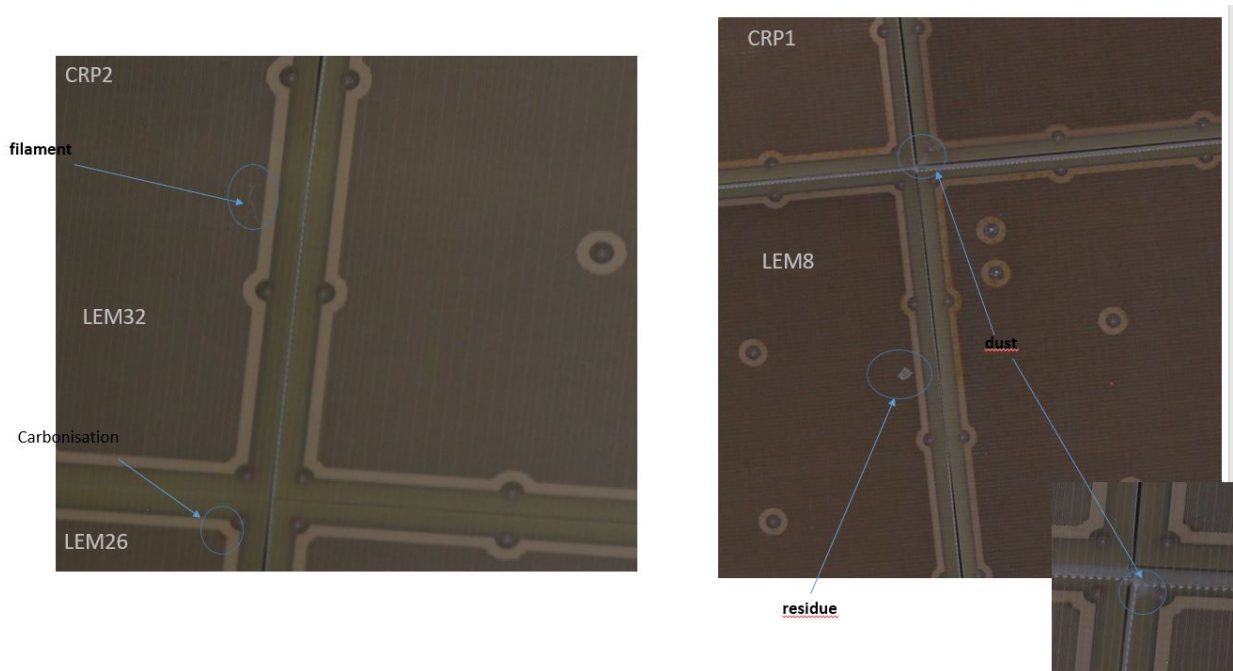 CRP2
filament
LEM32
Carbonisation
LEM26
CRP1
LEM8
dust
residue